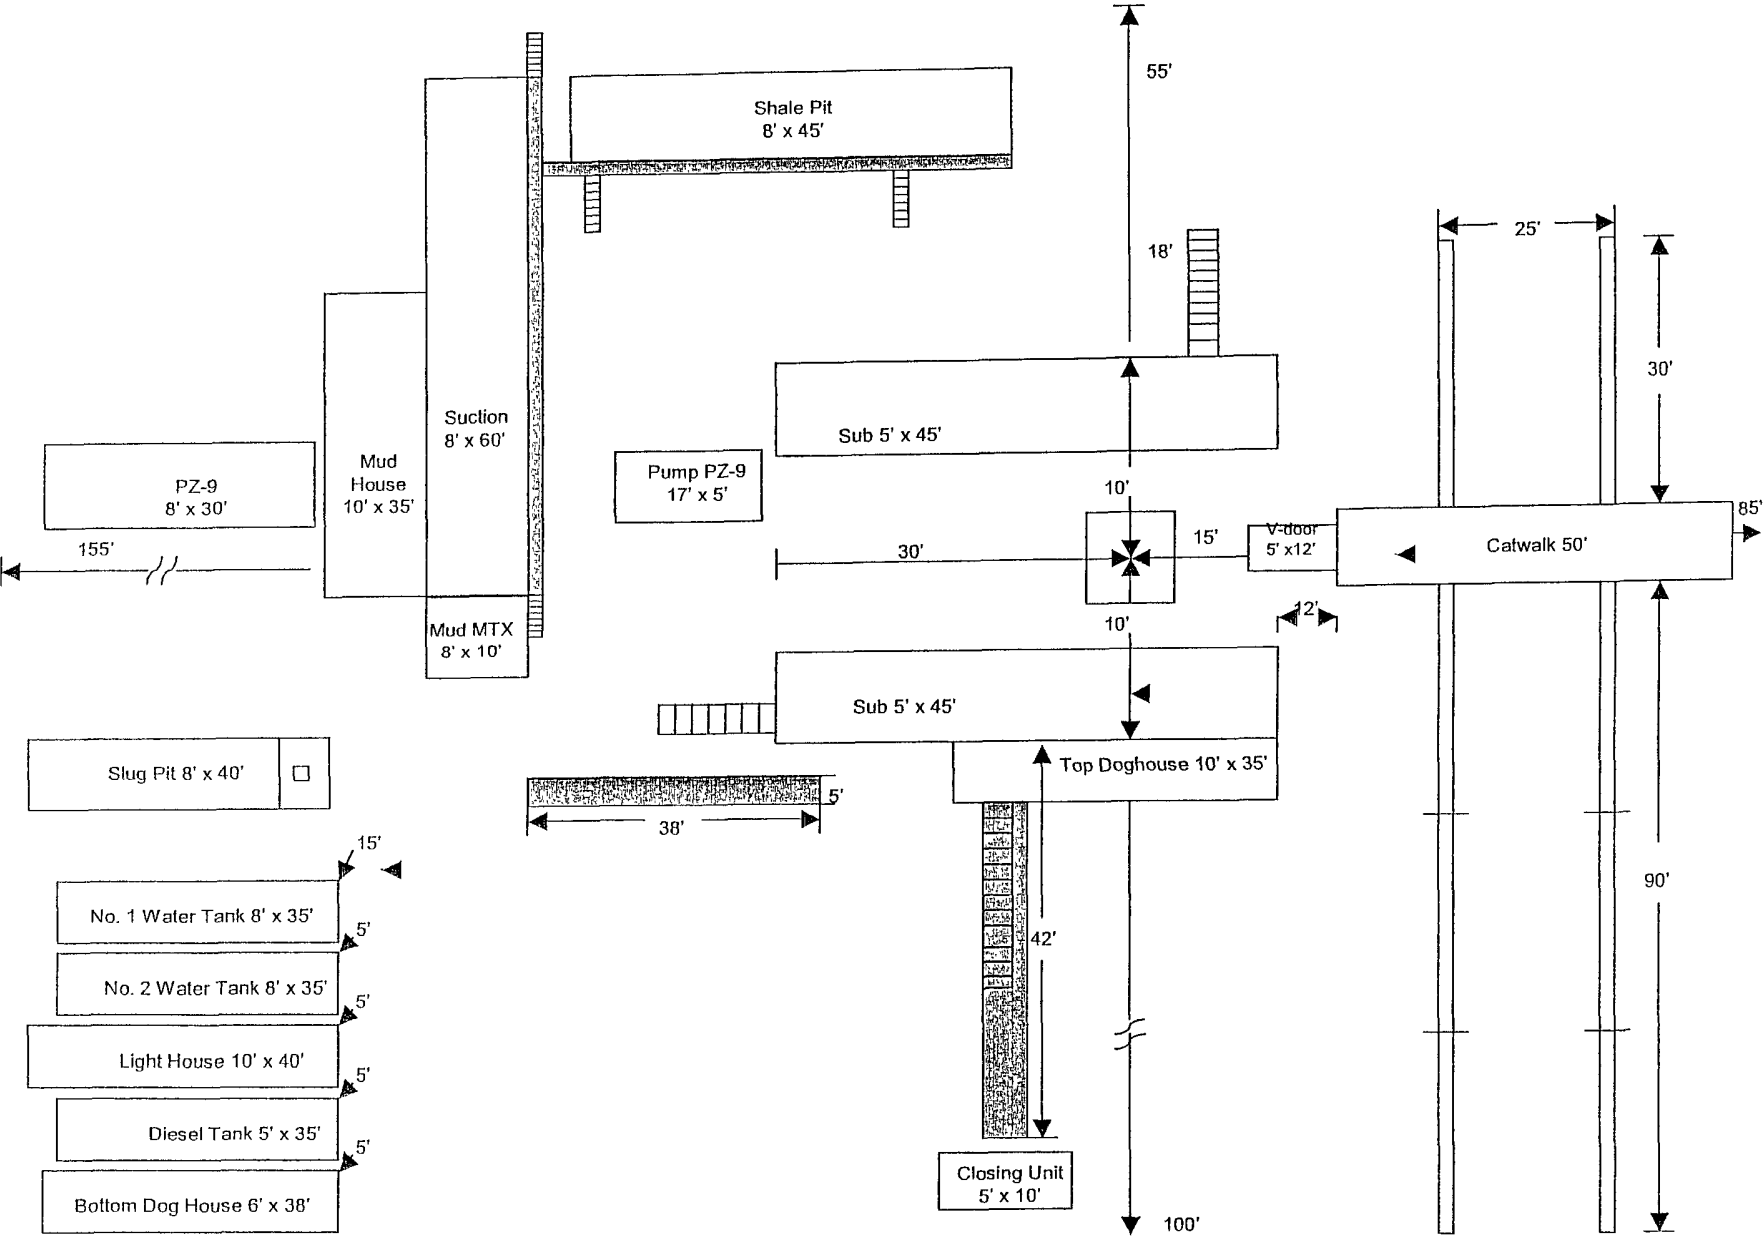 55'
Shale Pit
8' x 45'
18'
25'
30'
Suction
8' x 60'
Sub 5' x 45'
Mud
House
10' x 35'
Pump PZ-9
17' x 5'
PZ-9
8' x 30'
10'
85'
V-door
5' x12'
15'
Catwalk 50'
155'
30'
12'
10'
Mud MTX
8' x 10'
Sub 5' x 45'
Slug Pit 8' x 40'
Top Doghouse 10' x 35'
5'
38'
15'
90'
No. 1 Water Tank 8' x 35'
5'
42'
No. 2 Water Tank 8' x 35'
5'
Light House 10' x 40'
5'
Diesel Tank 5' x 35'
5'
Closing Unit
5' x 10'
Bottom Dog House 6' x 38'
100'